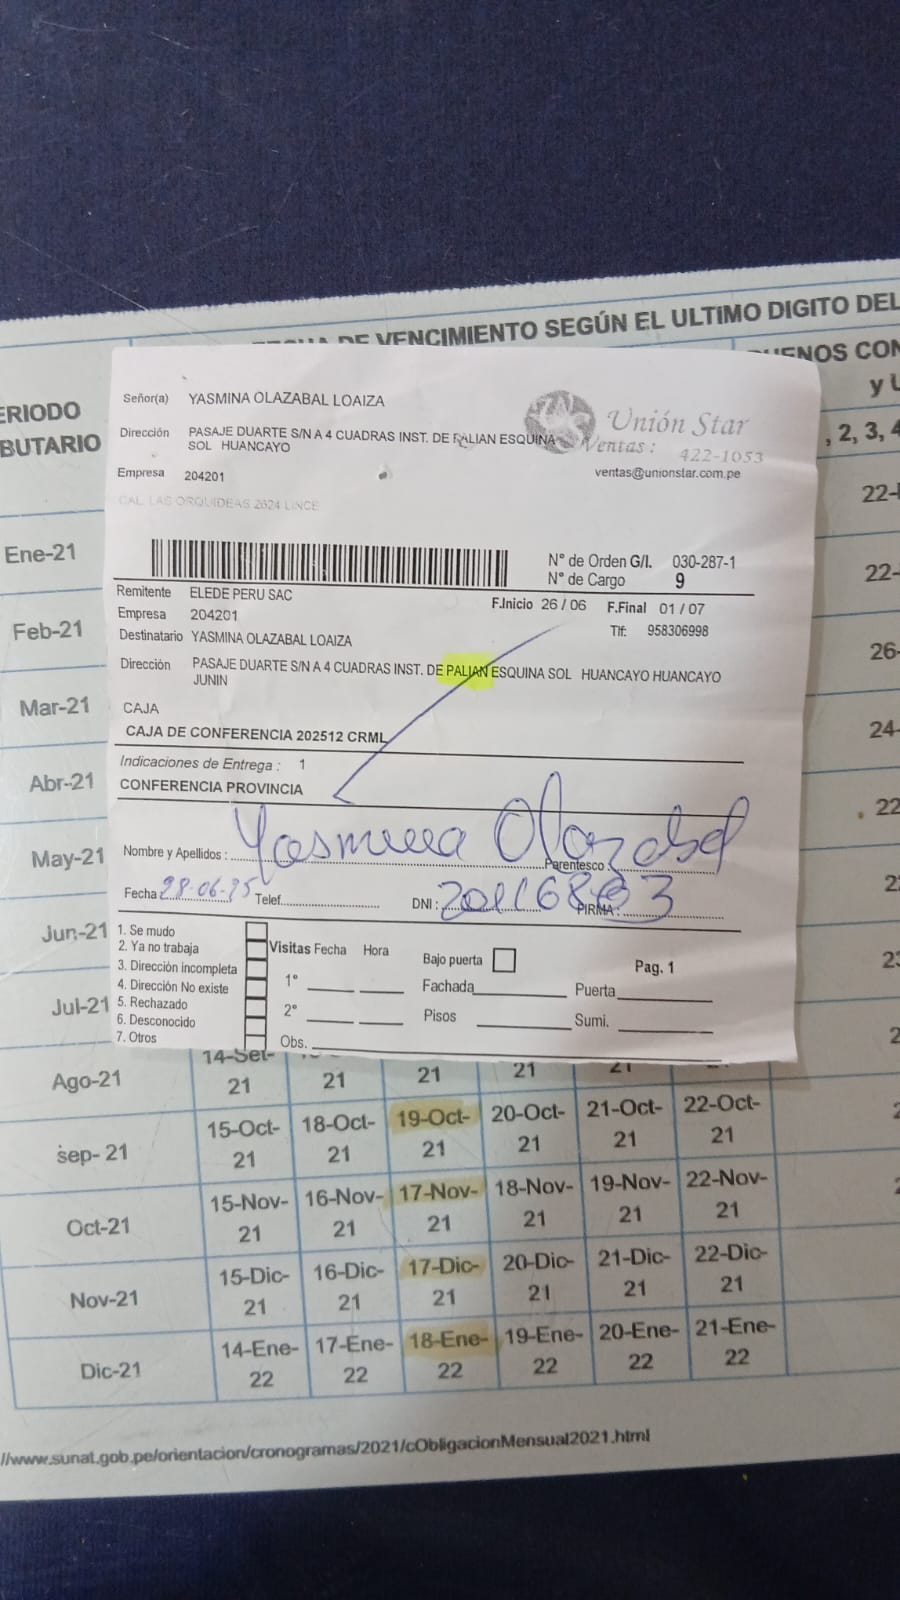 FECHA DE VENCIMIENTO SEGÚN EL ULTIMO DIGITO DEL
y U
, 2, 3, 4
22-
Ene-21
22-
Feb-21
26-
Mar-21
24-
Abr-21
22
May-21
Jun-21
Jul-21
Señor(a) YASMINA OLAZABAL LOAIZA
Unión Star
Ventas : 422-1053
ventas@unionstar.com.pe
Dirección PASAJE DUARTE S/N A 4 CUADRAS INST. DE PALIAN ESQUINA
SOL HUANCAYO
Empresa 204201
CAL LAS ORQUIDEAS 2624 LINCE
N° de Orden G/I. 030-287-1
N° de Cargo 9
Remitente ELEDE PERU SAC
F.Inicio 26 / 06 F.Final 01 / 07
Empresa 204201
Tlf: 958306998
Destinatario YASMINA OLAZABAL LOAIZA
Dirección PASAJE DUARTE S/N A 4 CUADRAS INST. DE PALIAN ESQUINA SOL HUANCAYO HUANCAYO
JUNIN
CAJA
CAJA DE CONFERENCIA 202512 CRML
Indicaciones de Entrega : 1
CONFERENCIA PROVINCIA
Nombre y Apellidos : Yasmina Olazabal Parentesco:
Fecha 28-06-25 Telef. DNI : FIRMA:
1. Se mudo
2. Ya no trabaja
3. Dirección incompleta
4. Dirección No existe
5. Rechazado
6. Desconocido
7. Otros
Visitas Fecha Hora
1°
2°
Obs.
Bajo puerta
Pag. 1
Fachada Puerta
Pisos Sumi.
14-Set-
Ago-21 21 21 21 21 21
15-Oct- 18-Oct- 19-Oct- 20-Oct- 21-Oct- 22-Oct-
sep- 21 21 21 21 21 21 21
15-Nov- 16-Nov- 17-Nov- 18-Nov- 19-Nov- 22-Nov-
Oct-21 21 21 21 21 21 21
15-Dic- 16-Dic- 17-Dic- 20-Dic- 21-Dic- 22-Dic-
Nov-21 21 21 21 21 21 21
14-Ene- 17-Ene- 18-Ene- 19-Ene- 20-Ene- 21-Ene-
Dic-21 22 22 22 22 22 22
//www.sunat.gob.pe/orientacion/cronogramas/2021/cObligacionMensual2021.html